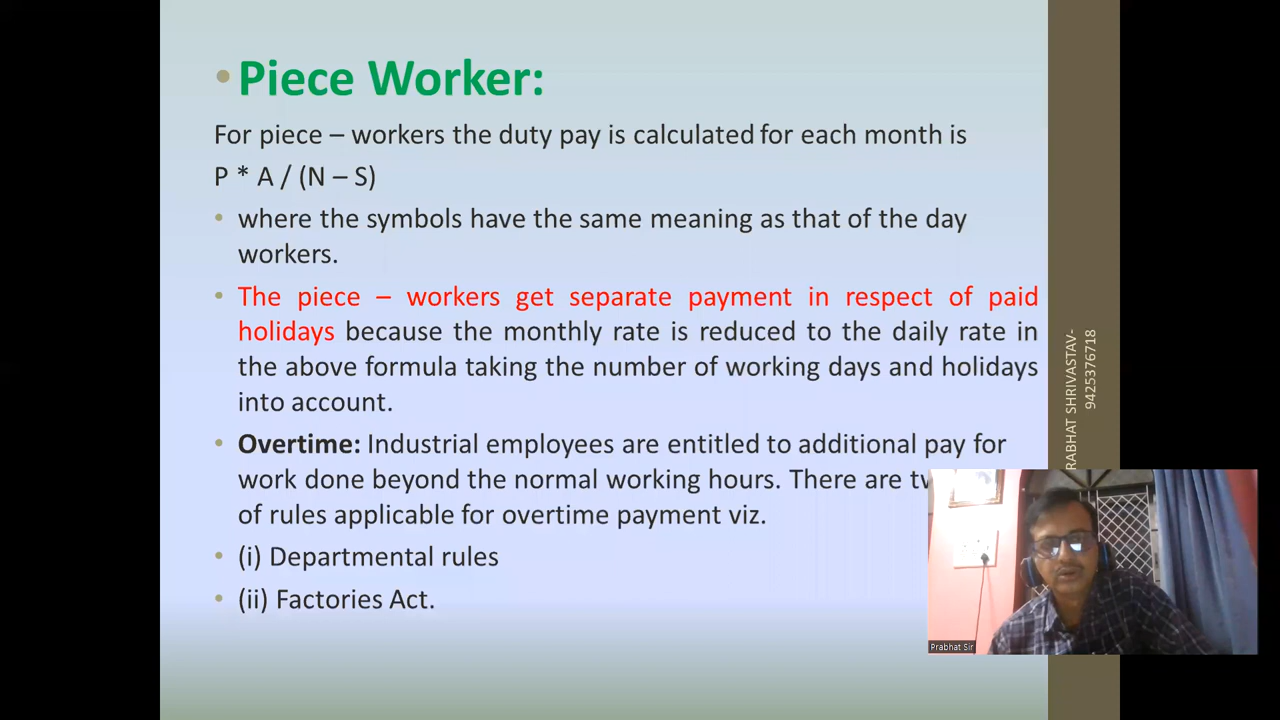 • Piece Worker:
For piece – workers the duty pay is calculated for each month is
P * A / (N – S)
• where the symbols have the same meaning as that of the day
workers.
• The piece – workers get separate payment in respect of paid
holidays because the monthly rate is reduced to the daily rate in
the above formula taking the number of working days and holidays
into account.
• Overtime: Industrial employees are entitled to additional pay for
work done beyond the normal working hours. There are
of rules applicable for overtime payment viz.
• (i) Departmental rules
• (ii) Factories Act.
SHRIVASTAV-
9425376718
Prabhat Sir